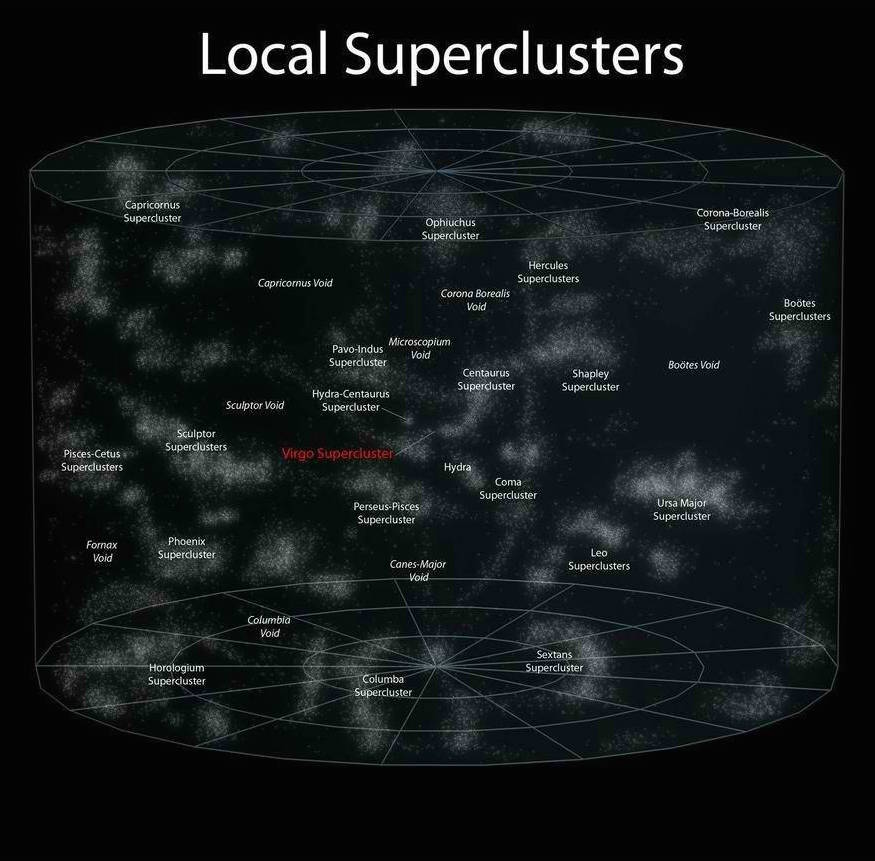 Local Superclusters
Capricornus
Supercluster
Ophiuchus
Supercluster
Corona-Borealis
Supercluster
Capricornus Void
Hercules
Superclusters
Corona Borealis
Void
Boötes
Superclusters
Pavo-Indus
Supercluster
Microscopium
Void
Centaurus
Supercluster
Shapley
Supercluster
Boötes Void
Hydra-Centaurus
Supercluster
Sculptor Void
Sculptor
Superclusters
Virgo Supercluster
Pisces-Cetus
Superclusters
Hydra
Coma
Supercluster
Perseus-Pisces
Supercluster
Ursa Major
Supercluster
Fornax
Void
Phoenix
Supercluster
Canes-Major
Void
Leo
Superclusters
Columbia
Void
Horologium
Supercluster
Columba
Supercluster
Sextans
Supercluster